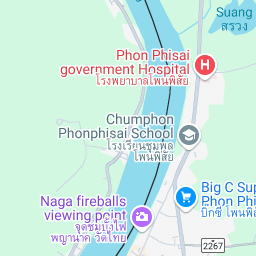 Suang
สรวง
Phon Phisai
government Hospital
โรงพยาบาลโพนพิสัย
Chumphon
Phonphisai School
โรงเรียนชุมพล
โพนพิสัย
Big C Sup
Phon Phi
บิ๊กซี โพนพิ
Naga fireballs
viewing point
จุดชมบั้งไฟ
พญานาค วัดไทย
2267